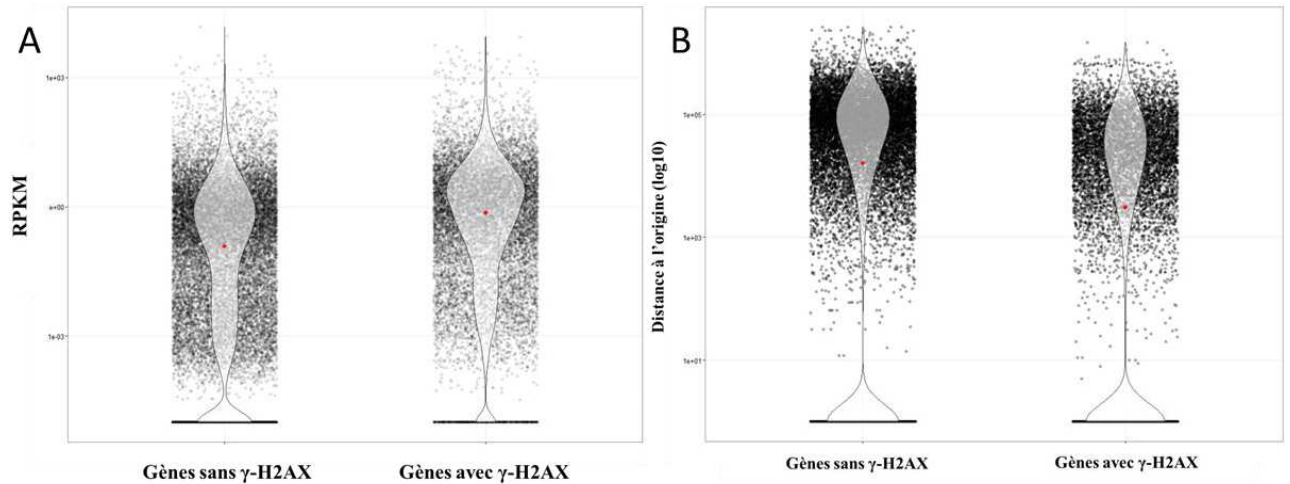 A
B
1e+03
e+00
1e-03
RPKM
Gènes sans γ-H2AX
Gènes avec γ-H2AX
1e+05
1e+03
1e+01
Distance à l’origine (log10)
Gènes sans γ-H2AX
Gènes avec γ-H2AX